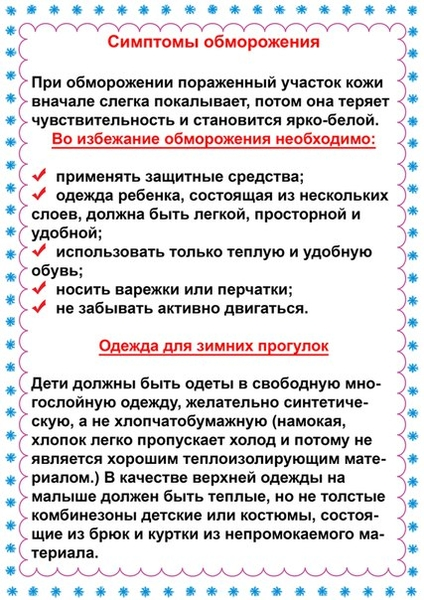 Симптомы обморожения
При обморожении пораженный участок кожи
вначале слегка покалывает, потом она теряет
чувствительность и становится ярко-белой.
Во избежание обморожения необходимо:
применять защитные средства;
одежда ребенка, состоящая из нескольких
слоев, должна быть легкой, просторной и
удобной;
использовать только теплую и удобную
обувь;
носить варежки или перчатки;
не забывать активно двигаться.
Одежда для зимних прогулок
Дети должны быть одеты в свободную мно-
гослойную одежду, желательно синтетиче-
скую, а не хлопчатобумажную (намокая,
хлопок легко пропускает холод и потому не
является хорошим теплоизолирующим мате-
риалом.) В качестве верхней одежды на
малыше должен быть теплые, но не толстые
комбинезоны детские или костюмы, состоя-
щие из брюк и куртки из непромокаемого ма-
териала.